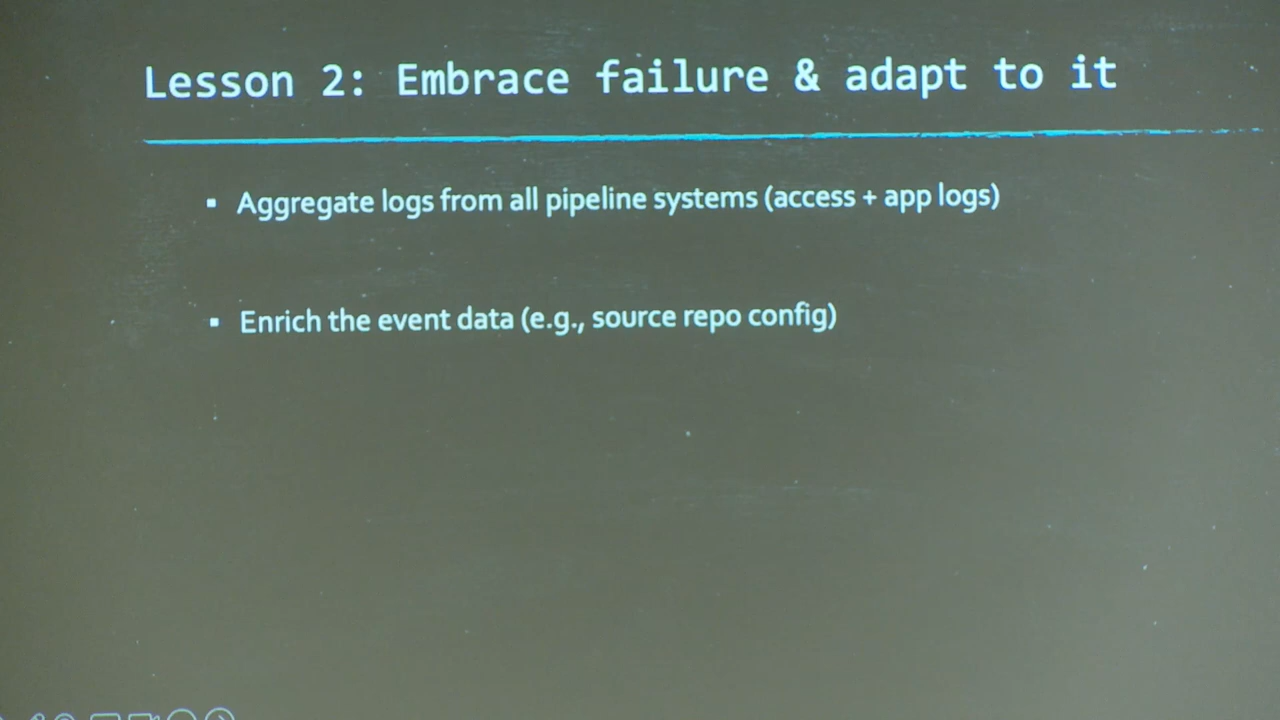 Lesson 2: Embrace failure & adapt to it
▪ Aggregate logs from all pipeline systems (access + app logs)
▪ Enrich the event data (e.g., source repo config)